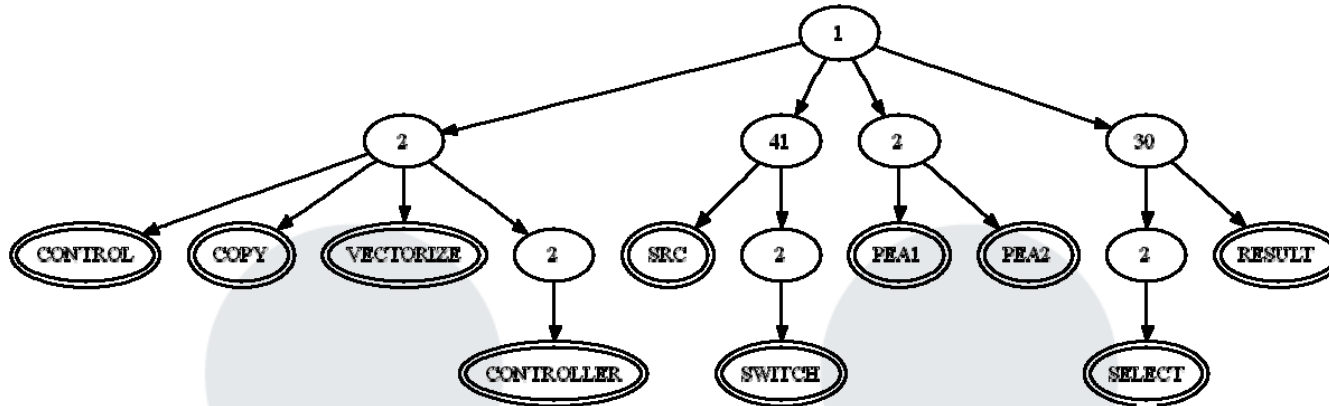 1
2 41 2 30
CONTROL COPY VECTORIZE 2 SRC 2 PEA1 PEA2 2 RESULT
CONTROLLER SWITCH SELECT